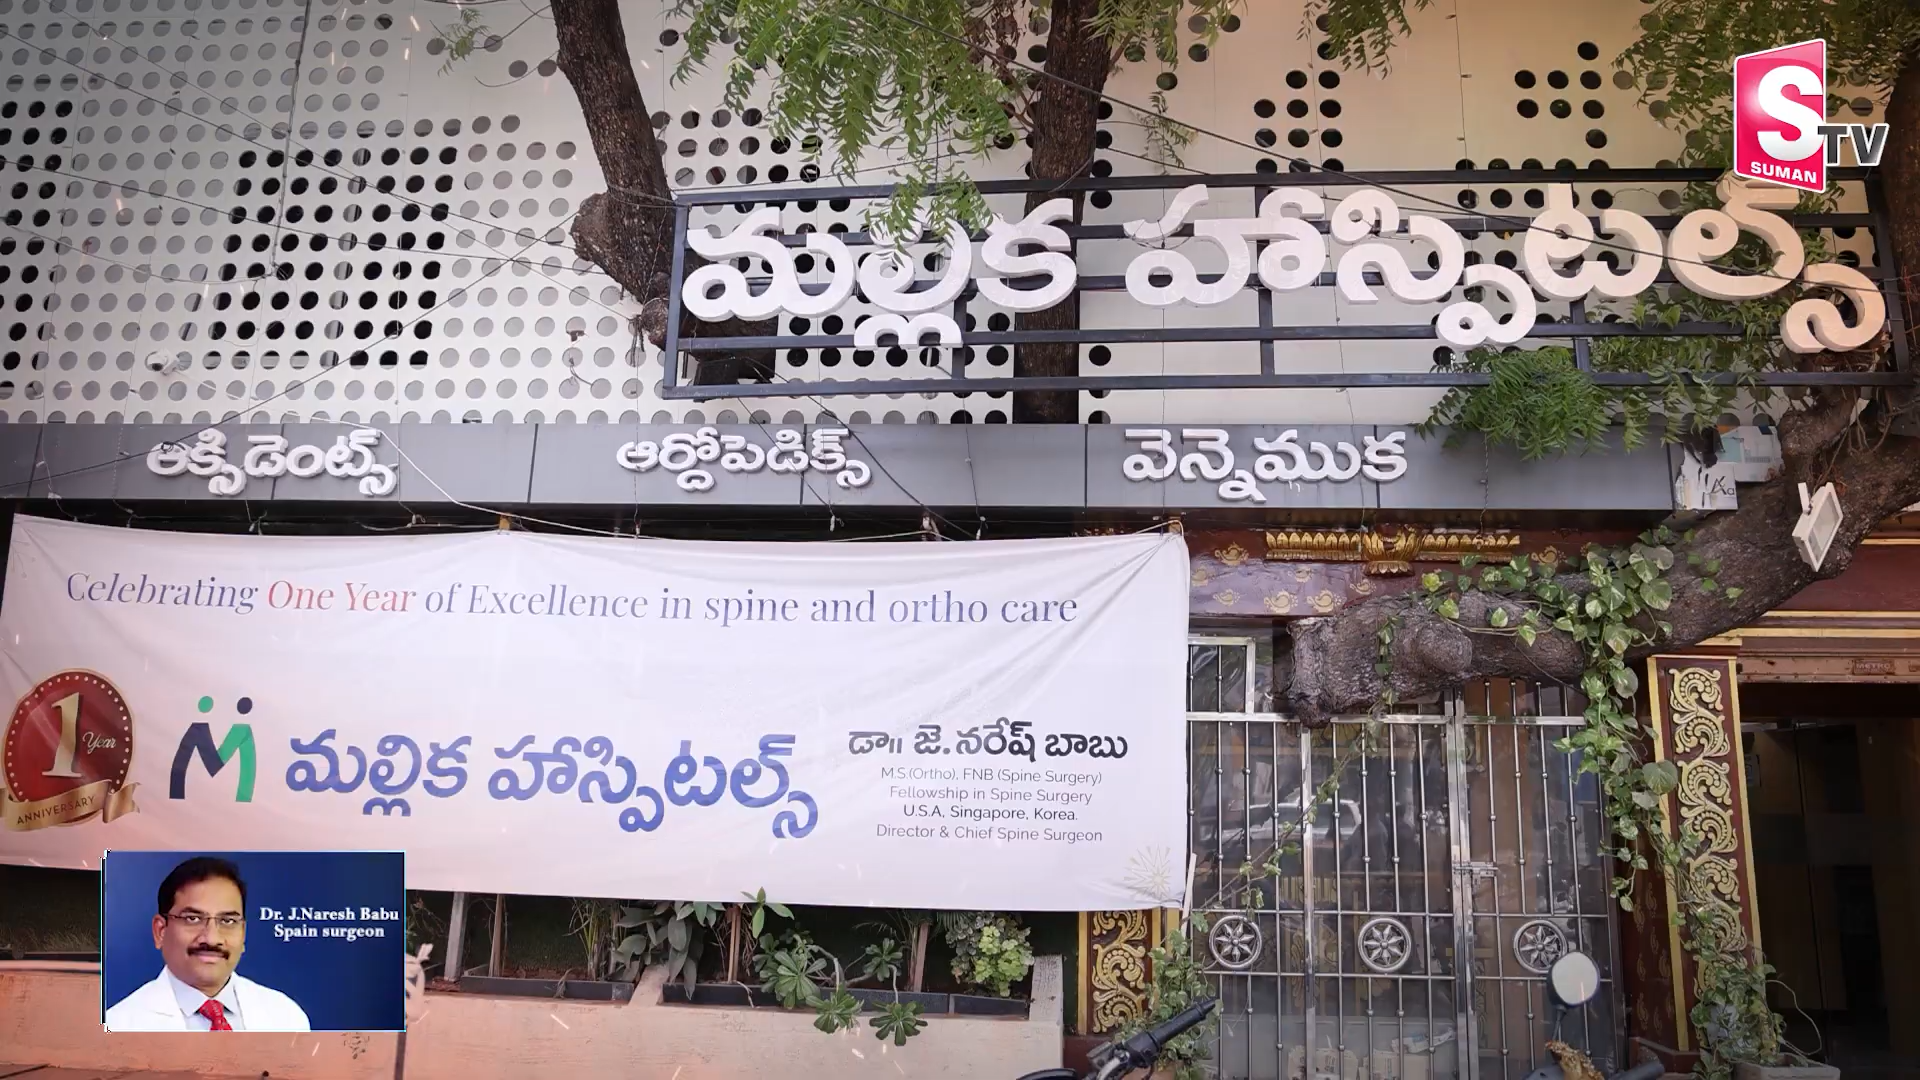 S
TV
SUMAN
మల్లిక హాస్పిటల్స్
ఆక్సిడెంట్స్ ఆర్దోపెడిక్స్ వెన్నెముక
Celebrating One Year of Excellence in spine and ortho care
1 Year
ANNIVERSARY
మల్లిక హాస్పిటల్స్
డా|| జె. నరేష్ బాబు
M.S.(Ortho), FNB (Spine Surgery)
Fellowship in Spine Surgery
U.S.A, Singapore, Korea.
Director & Chief Spine Surgeon
Dr. J.Naresh Babu
Spain surgeon
METRO